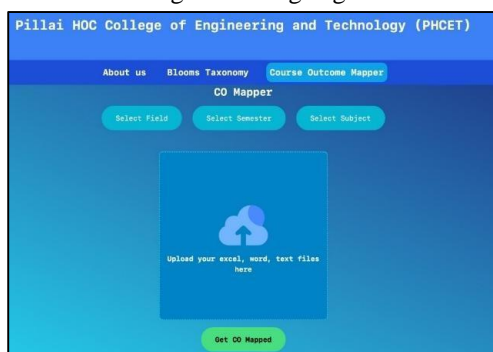 Pillai HOC College of Engineering and Technology (PHCET)
About us Blooms Taxonomy Course Outcome Mapper
CO Mapper
Select Field Select Semester Select Subject
Upload your excel, word, text files
here
Get CO Mapped